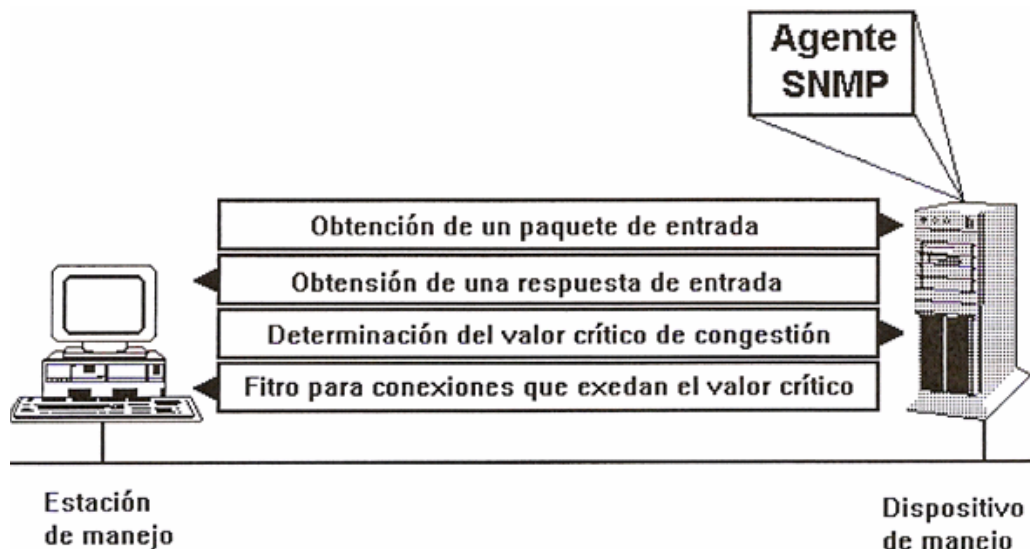 Agente
SNMP
Obtención de un paquete de entrada
Obtensión de una respuesta de entrada
Determinación del valor crítico de congestión
Fitro para conexiones que exedan el valor crítico
Estación
de manejo
Dispositivo
de manejo